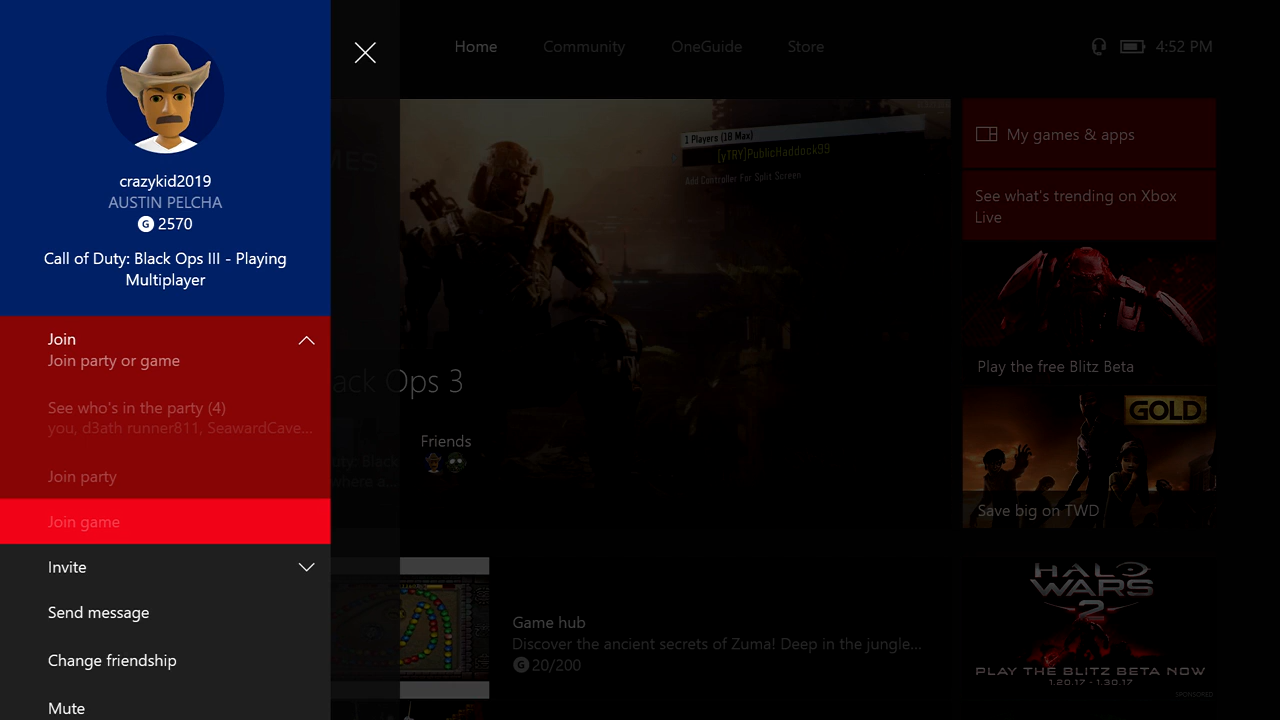 crazykid2019
AUSTIN PELCHA
G 2570
Call of Duty: Black Ops III - Playing
Multiplayer
Join
Join party or game
See who's in the party (4)
you, d3ath runner811, SeawardCave...
Join party
Join game
Invite
Send message
Change friendship
Mute
Home
Community
OneGuide
Store
4:52 PM
1 Players (18 Max)
[yTRY]PublicHaddock99
Add Controller For Split Screen
ack Ops 3
Friends
uty: Black
where a...
Game hub
Discover the ancient secrets of Zuma! Deep in the jungle...
G 20/200
My games & apps
See what's trending on Xbox
Live
Play the free Blitz Beta
GOLD
Save big on TWD
HALO
WARS
2
PLAY THE BLITZ BETA NOW
1.20.17 - 1.30.17
SPONSORED